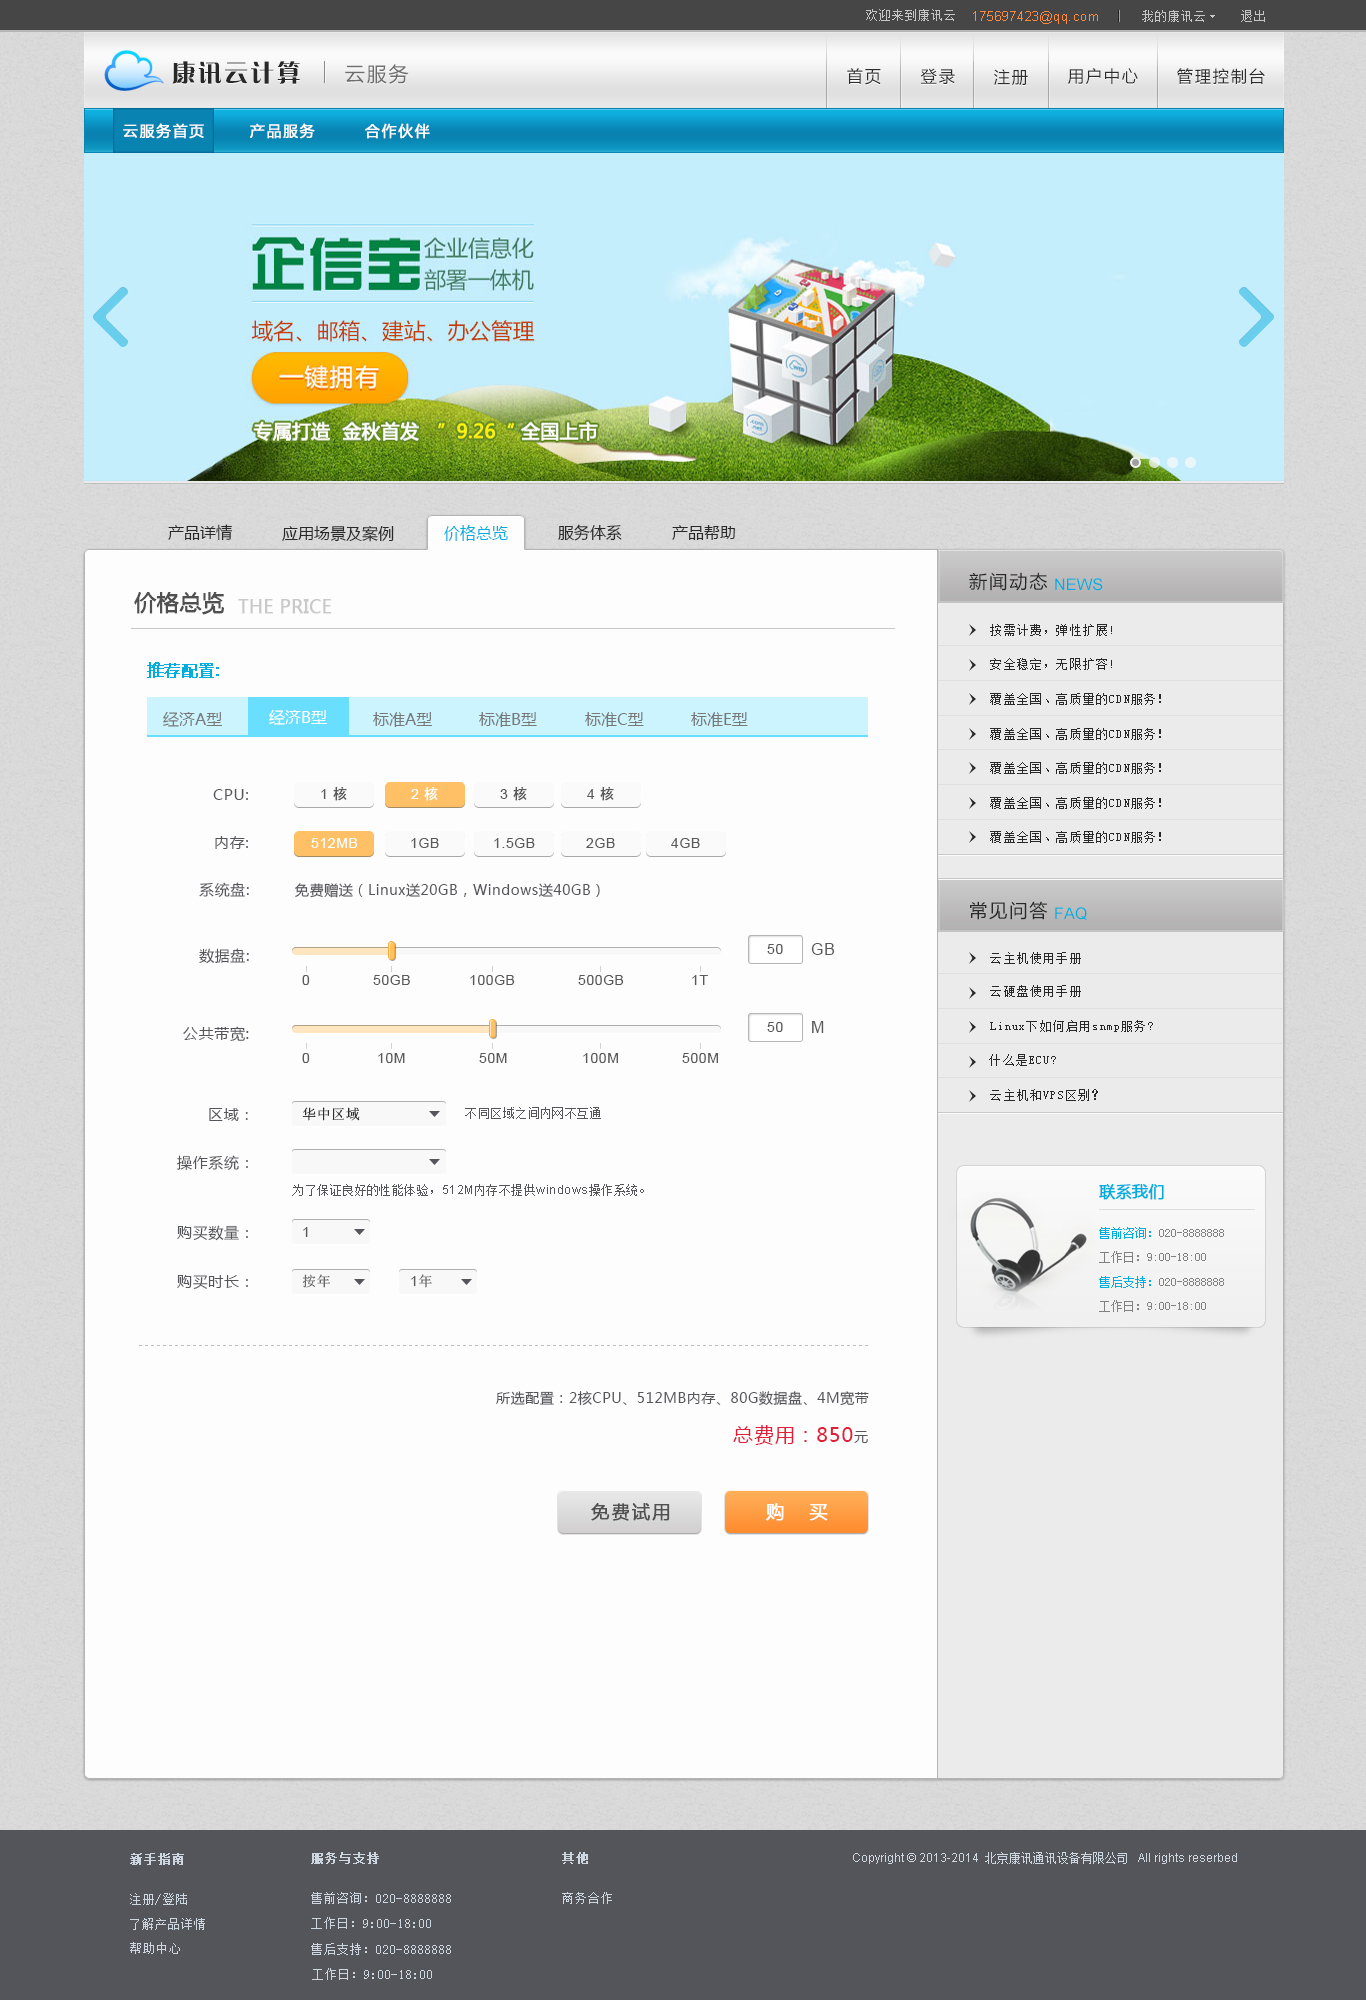 欢迎来到康讯云 175697423@qq.com | 我的康讯云 退出
康讯云计算 | 云服务
首页 登录 注册 用户中心 管理控制台
云服务首页 产品服务 合作伙伴
企信宝 企业信息化
部署一体机
域名、邮箱、建站、办公管理
一键拥有
专属打造 金秋首发 ＂ 9.26 “ 全国上市
产品详情 应用场景及案例 价格总览 服务体系 产品帮助
价格总览 THE PRICE
推荐配置:
经济A型 经济B型 标准A型 标准B型 标准C型 标准E型
CPU: 1 核 2 核 3 核 4 核
内存: 512MB 1GB 1.5GB 2GB 4GB
系统盘: 免费赠送（Linux送20GB，Windows送40GB）
数据盘: 50 GB
0 50GB 100GB 500GB 1T
公共带宽: 50 M
0 10M 50M 100M 500M
区域： 华中区域 不同区域之间内网不互通
操作系统：
为了保证良好的性能体验，512M内存不提供windows操作系统。
购买数量： 1
购买时长： 按年 1年
所选配置：2核CPU、512MB内存、80G数据盘、4M宽带
总费用：850元
免费试用 购 买
新闻动态 NEWS
按需计费，弹性扩展!
安全稳定，无限扩容!
覆盖全国、高质量的CDN服务!
覆盖全国、高质量的CDN服务!
覆盖全国、高质量的CDN服务!
覆盖全国、高质量的CDN服务!
覆盖全国、高质量的CDN服务!
常见问答 FAQ
云主机使用手册
云硬盘使用手册
Linux下如何启用snmp服务?
什么是ECU?
云主机和VPS区别?
联系我们
售前咨询：020-8888888
工作日：9:00-18:00
售后支持：020-8888888
工作日：9:00-18:00
新手指南
注册/登陆
了解产品详情
帮助中心
服务与支持
售前咨询：020-8888888
工作日：9:00-18:00
售后支持：020-8888888
工作日：9:00-18:00
其他
商务合作
Copyright © 2013-2014 北京康讯通讯设备有限公司 All rights reserbed